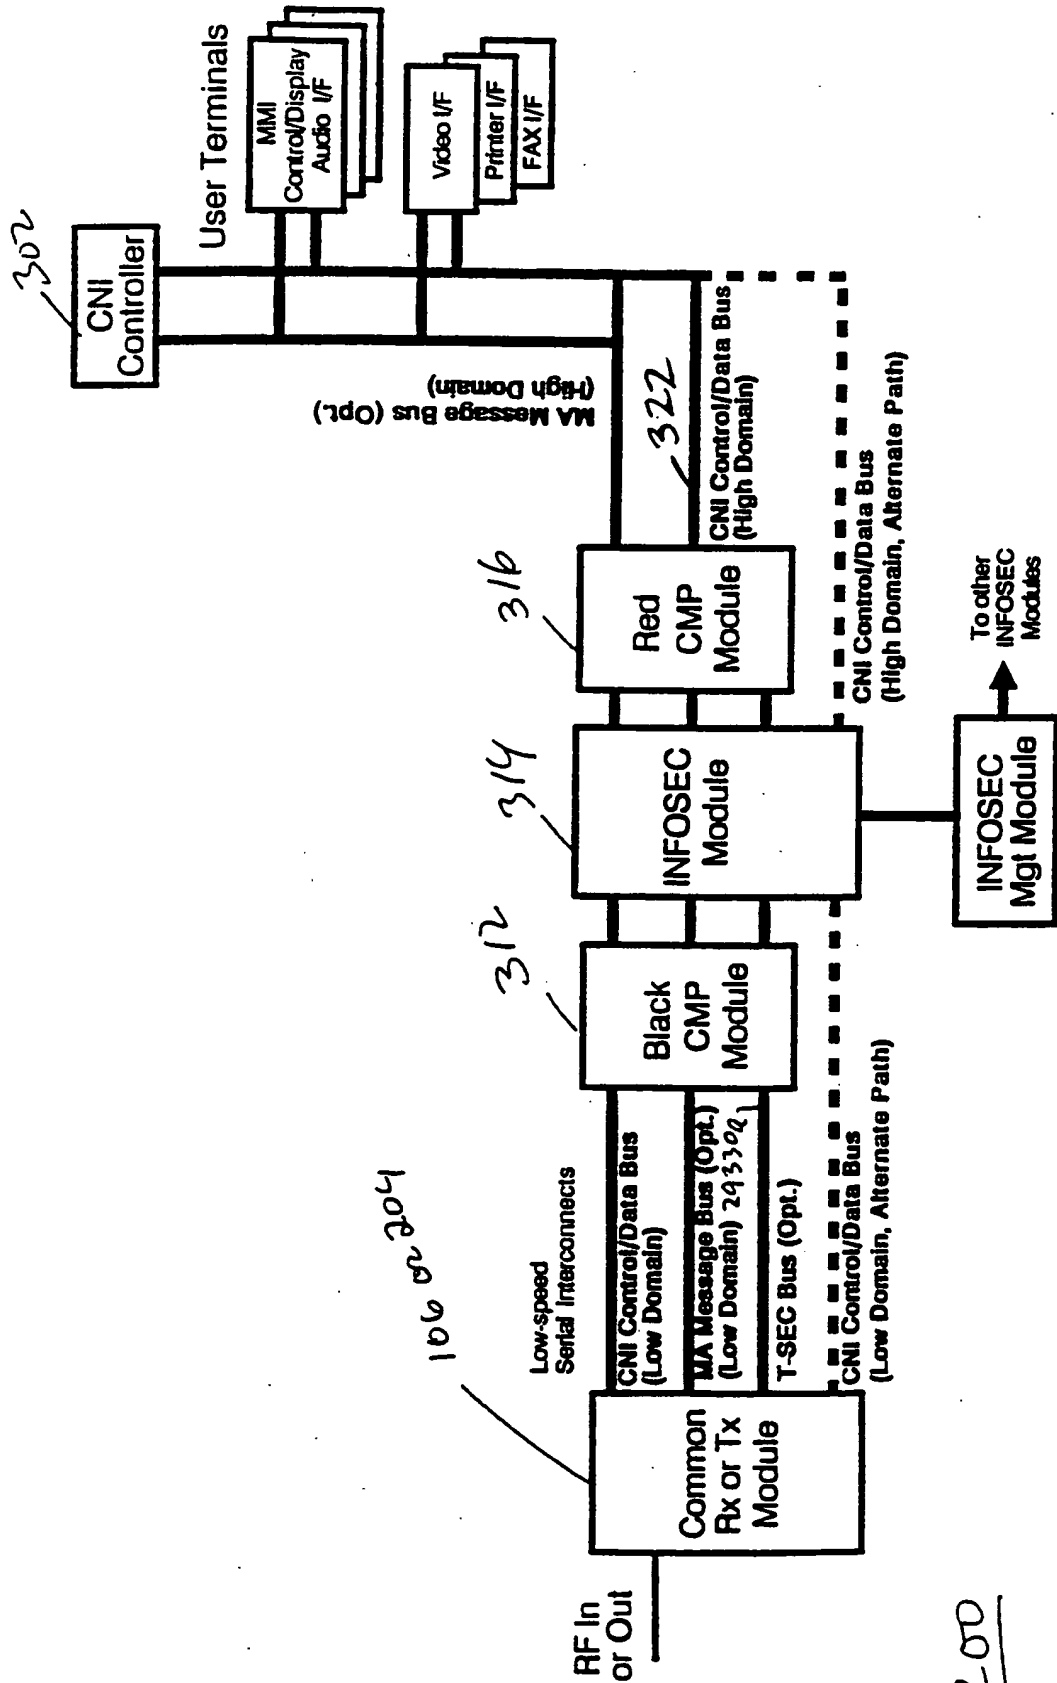 302
CNI
Controller
User Terminals
MMI
Control/Display
Audio I/F
Video I/F
Printer I/F
FAX I/F
MA Message Bus (Opt.)
(High Domain)
322
CNI Control/Data Bus
(High Domain)
CNI Control/Data Bus
(High Domain, Alternate Path)
316
Red
CMP
Module
314
INFOSEC
Module
INFOSEC
Mgt Module
To other
INFOSEC
Modules
312
Black
CMP
Module
Low-speed
Serial Interconnects
CNI Control/Data Bus
(Low Domain)
MA Message Bus (Opt.)
(Low Domain)
T-SEC Bus (Opt.)
CNI Control/Data Bus
(Low Domain, Alternate Path)
106 or 204
Common
Rx or Tx
Module
RF In
or Out